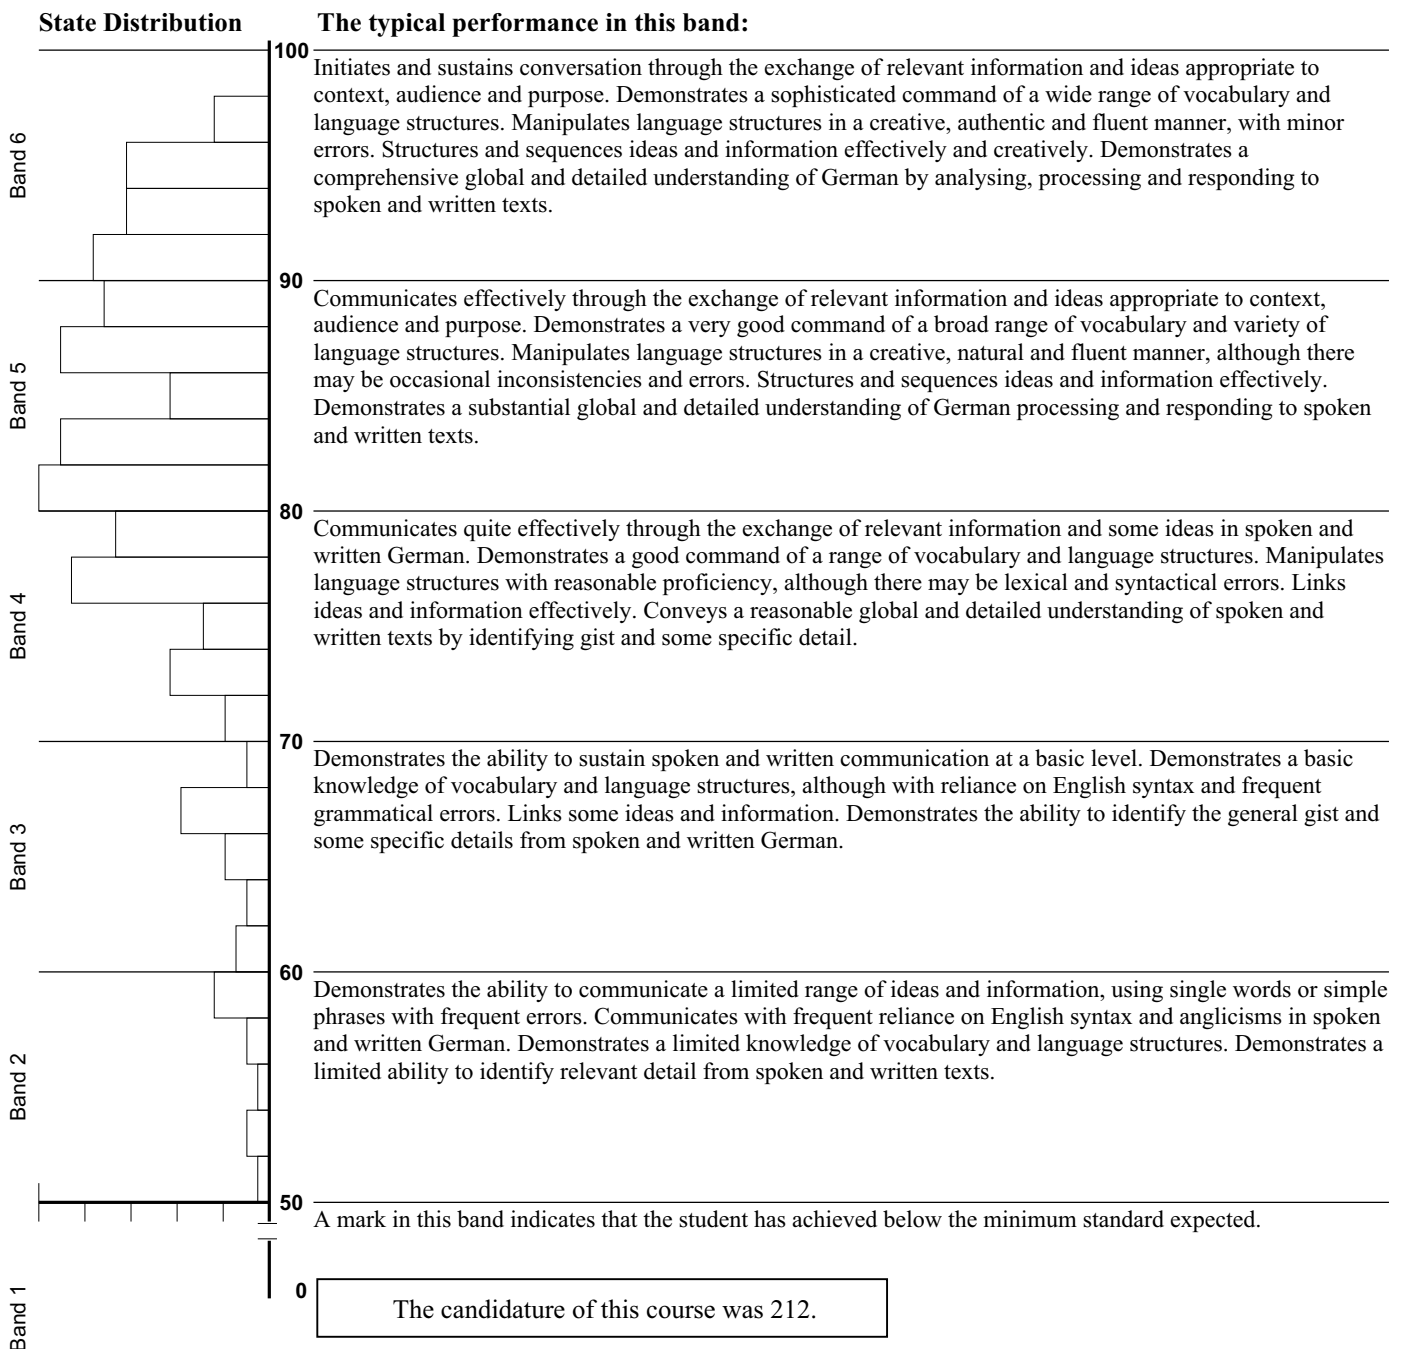 State Distribution
The typical performance in this band:
100
Initiates and sustains conversation through the exchange of relevant information and ideas appropriate to
context, audience and purpose. Demonstrates a sophisticated command of a wide range of vocabulary and
language structures. Manipulates language structures in a creative, authentic and fluent manner, with minor
errors. Structures and sequences ideas and information effectively and creatively. Demonstrates a
comprehensive global and detailed understanding of German by analysing, processing and responding to
spoken and written texts.
Band 6
90
Communicates effectively through the exchange of relevant information and ideas appropriate to context,
audience and purpose. Demonstrates a very good command of a broad range of vocabulary and variety of
language structures. Manipulates language structures in a creative, natural and fluent manner, although there
may be occasional inconsistencies and errors. Structures and sequences ideas and information effectively.
Demonstrates a substantial global and detailed understanding of German processing and responding to spoken
and written texts.
Band 5
80
Communicates quite effectively through the exchange of relevant information and some ideas in spoken and
written German. Demonstrates a good command of a range of vocabulary and language structures. Manipulates
language structures with reasonable proficiency, although there may be lexical and syntactical errors. Links
ideas and information effectively. Conveys a reasonable global and detailed understanding of spoken and
written texts by identifying gist and some specific detail.
Band 4
70
Demonstrates the ability to sustain spoken and written communication at a basic level. Demonstrates a basic
knowledge of vocabulary and language structures, although with reliance on English syntax and frequent
grammatical errors. Links some ideas and information. Demonstrates the ability to identify the general gist and
some specific details from spoken and written German.
Band 3
60
Demonstrates the ability to communicate a limited range of ideas and information, using single words or simple
phrases with frequent errors. Communicates with frequent reliance on English syntax and anglicisms in spoken
and written German. Demonstrates a limited knowledge of vocabulary and language structures. Demonstrates a
limited ability to identify relevant detail from spoken and written texts.
Band 2
50
A mark in this band indicates that the student has achieved below the minimum standard expected.
0
Band 1
The candidature of this course was 212.